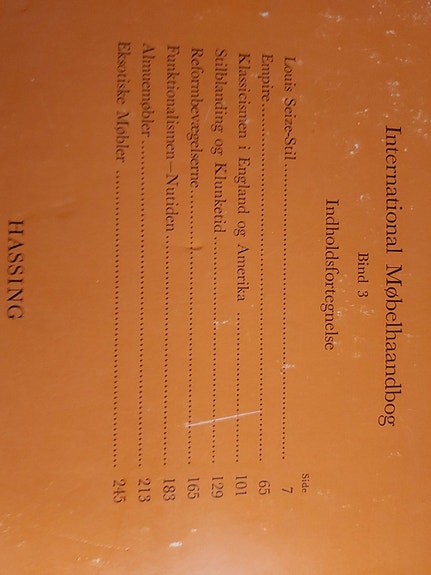 International Møbelhaandbog
Bind 3
Indholdsfortegnelse
Side
Louis Seize-Stil 7
Empire 65
Klassicismen i England og Amerika 101
Stilblanding og Klunketid 129
Reformbevægelserne 165
Funktionalismen–Nutiden 183
Almuemøbler 213
Eksotiske Møbler 245
HASSING